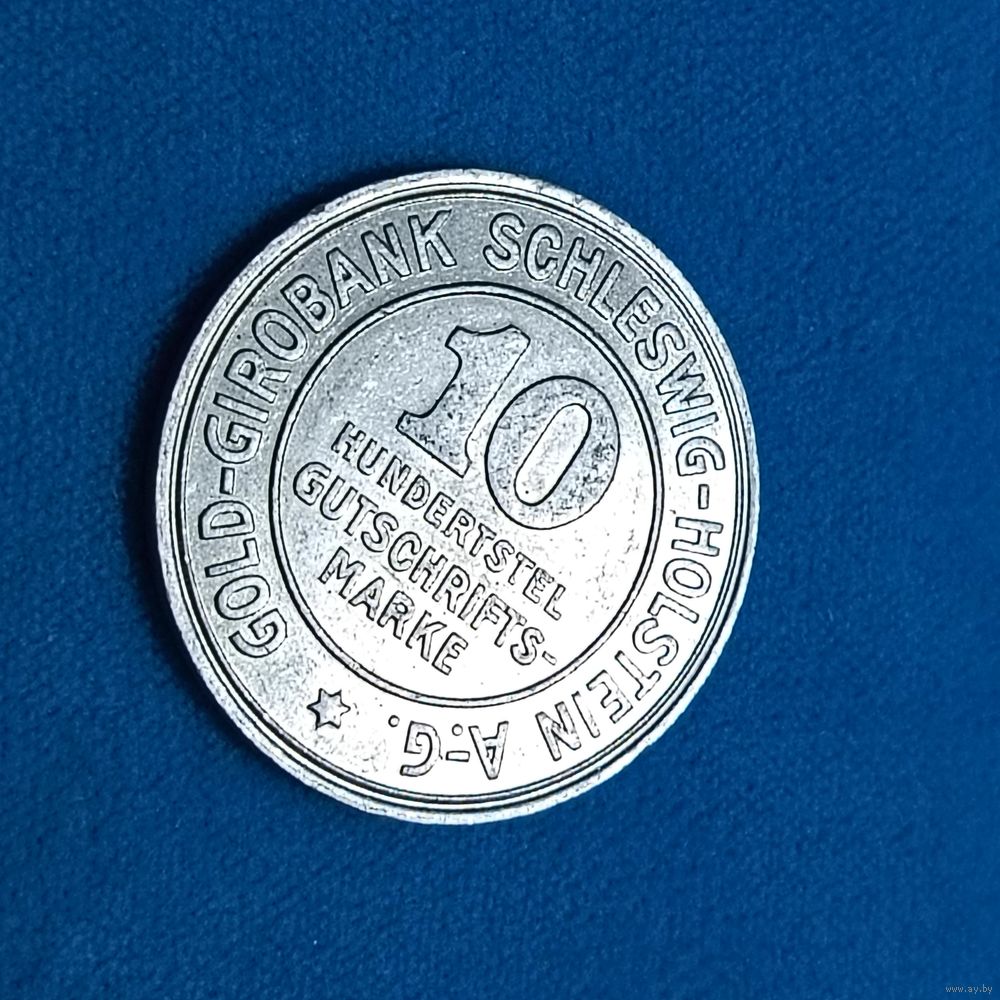 GOLD-GIROBANK SCHLESWIG-HOLSTEIN A.-G.
10
HUNDERTSTEL
GUTSCHRIFTS-
MARKE
www.ay.by